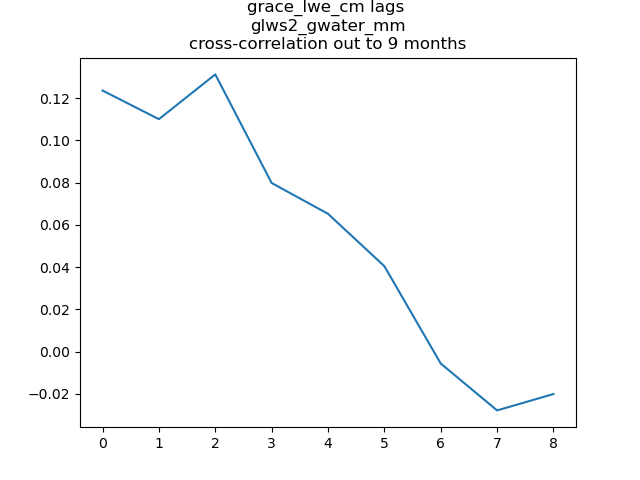 grace_lwe_cm lags
glws2_gwater_mm
cross-correlation out to 9 months
0.12
0.10
0.08
0.06
0.04
0.02
0.00
−0.02
0 1 2 3 4 5 6 7 8